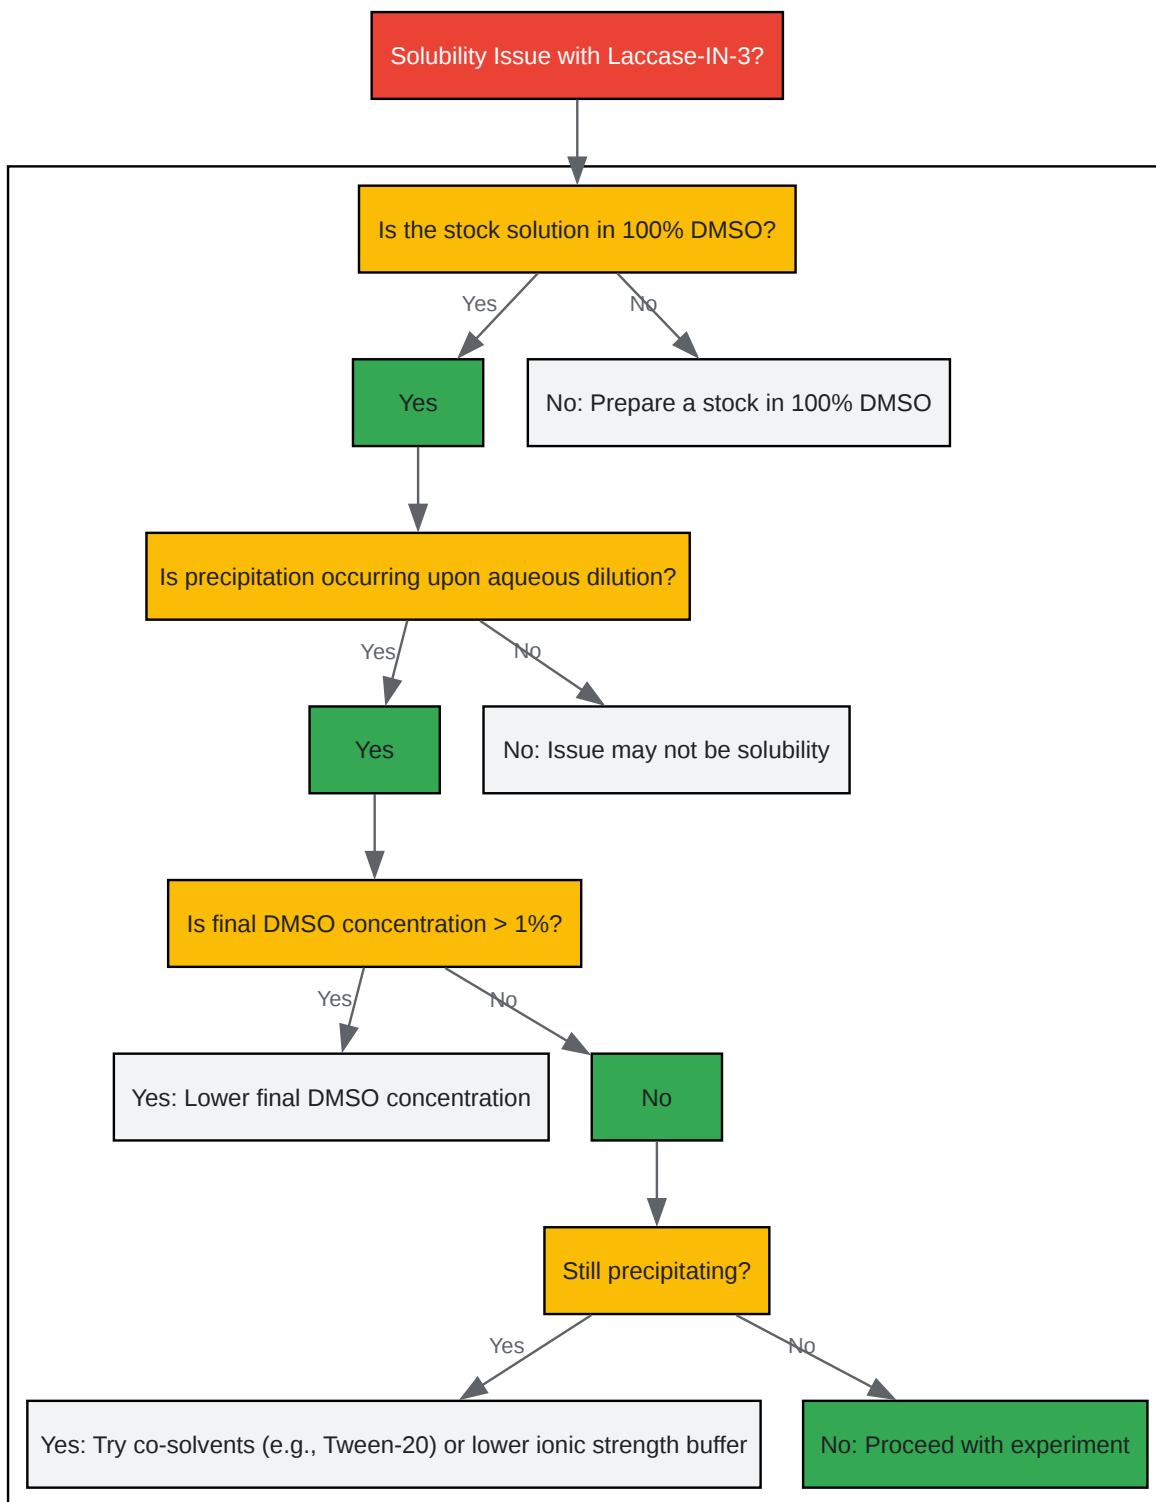 Solubility Issue with Laccase-IN-3?
Is the stock solution in 100% DMSO?
Yes
No
Yes
No: Prepare a stock in 100% DMSO
Is precipitation occurring upon aqueous dilution?
Yes
No
Yes
No: Issue may not be solubility
Is final DMSO concentration > 1%?
Yes
No
Yes: Lower final DMSO concentration
No
Still precipitating?
Yes
No
Yes: Try co-solvents (e.g., Tween-20) or lower ionic strength buffer
No: Proceed with experiment